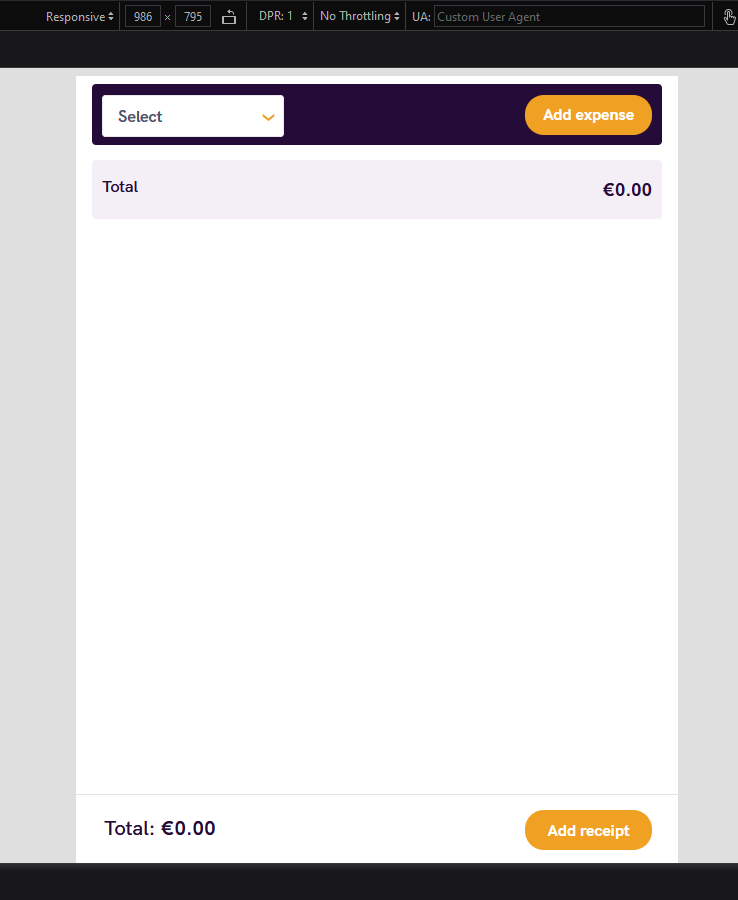 Responsive 986 × 795 DPR: 1 No Throttling UA: Custom User Agent
Select Add expense
Total €0.00
Total: €0.00 Add receipt